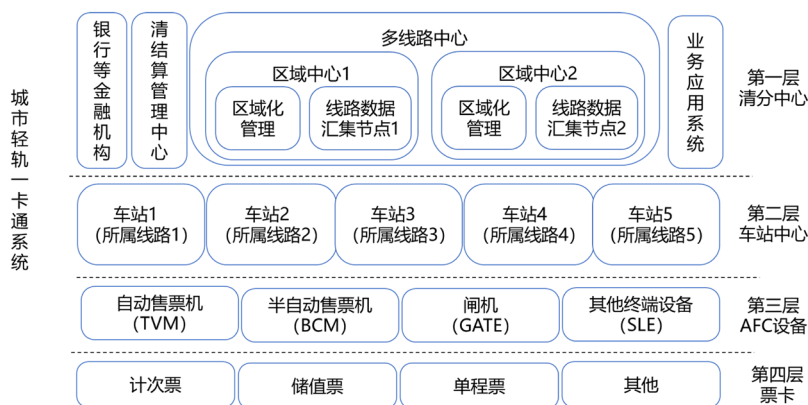 城市轻轨一卡通系统
银行等金融机构
清结算管理中心
多线路中心
区域中心1
区域化
管理
线路数据
汇集节点1
区域中心2
区域化
管理
线路数据
汇集节点2
业务应用系统
第一层
清分中心
车站1
(所属线路1)
车站2
(所属线路2)
车站3
(所属线路3)
车站4
(所属线路4)
车站5
(所属线路5)
第二层
车站中心
自动售票机
(TVM)
半自动售票机
(BCM)
闸机
(GATE)
其他终端设备
(SLE)
第三层
AFC设备
计次票
储值票
单程票
其他
第四层
票卡